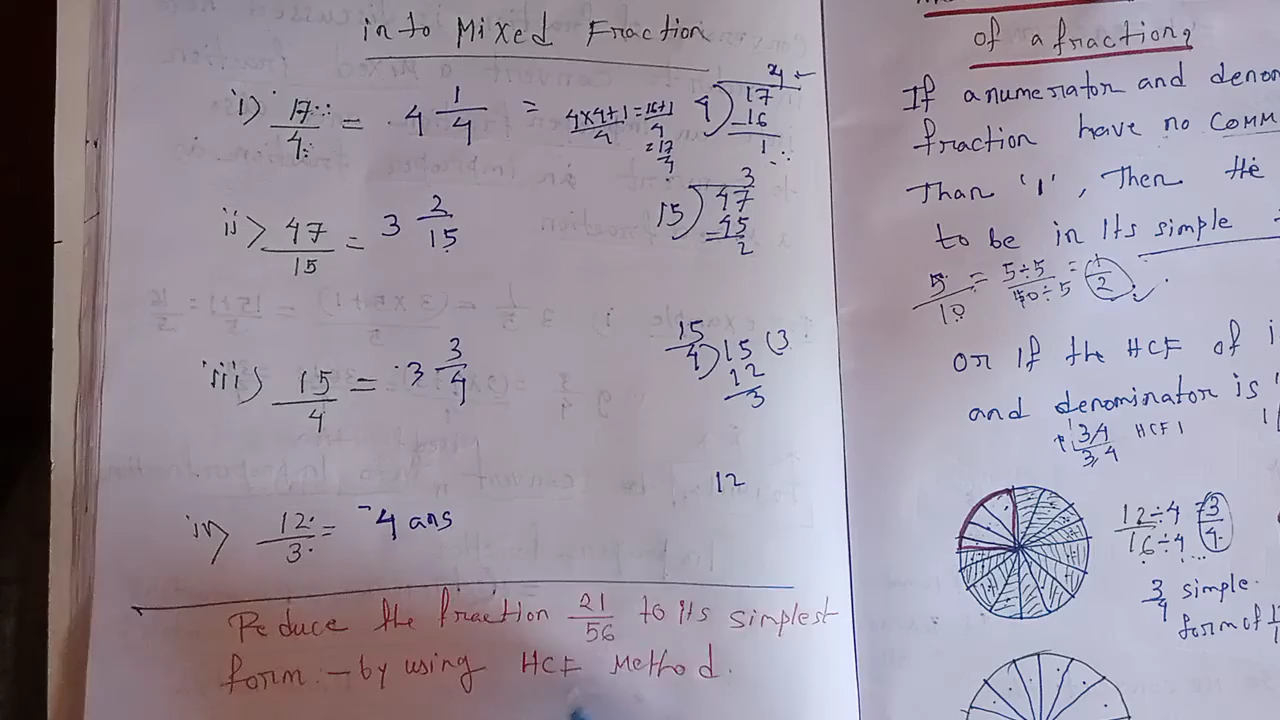 in to Mixed Fraction
i) 17/4 = 4 1/4 = 4×4+1/4 = 16+1/4 = 17/4
4) 17 (4
-16
1
ii) 47/15 = 3 2/15
15) 47 (3
45
2
iii) 15/4 = 3 3/4
15
4) 15 (3
12
3
12
iv) 12/3 = 4 ans
Reduce the fraction 21/56 to its simplest
form - by using HCF Method.
of a fraction?
If a numerator and
fraction have no
Than '1', Then the
to be in Its simple
5/10 = 5÷5/10÷5 = 1/2
or if the HCF of
and denominator is
3,4 HCF 1
3/4
12÷4/16÷4 = 3/4
3/4 simple
form of